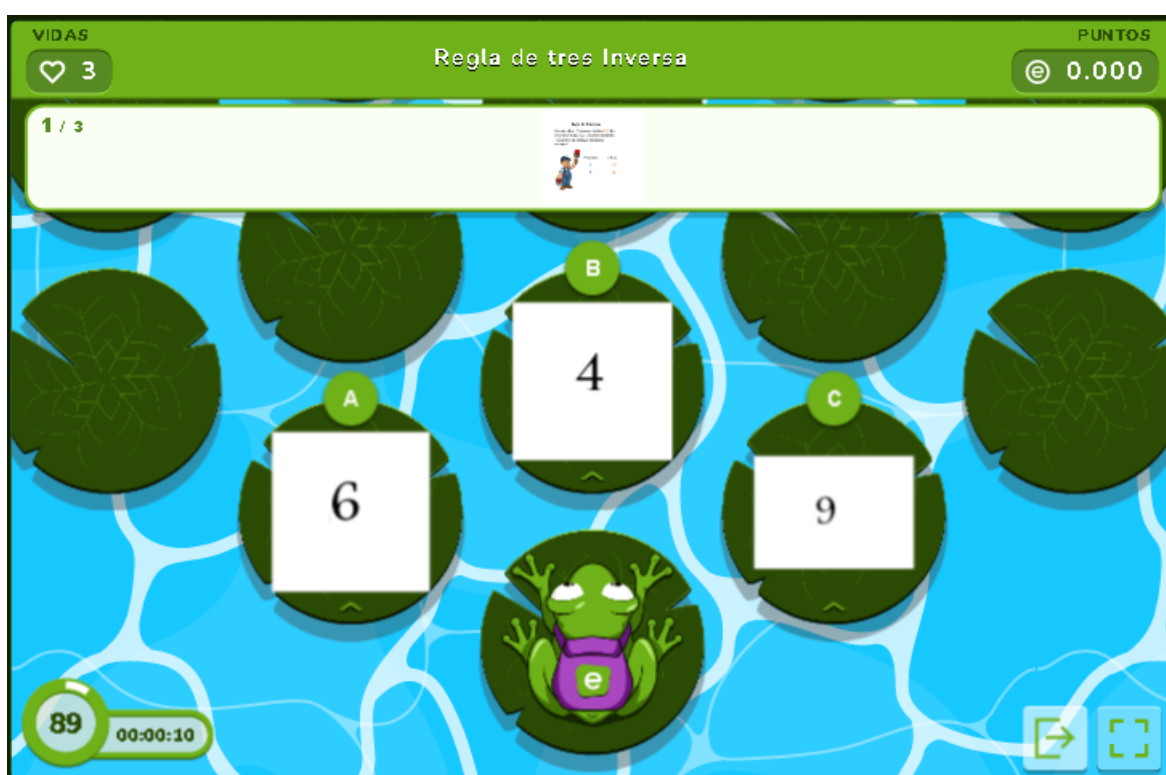 VIDAS
3
Regla de tres Inversa
PUNTOS
e 0.000
1 / 3
B
4
A
6
C
9
e
89
00:00:10